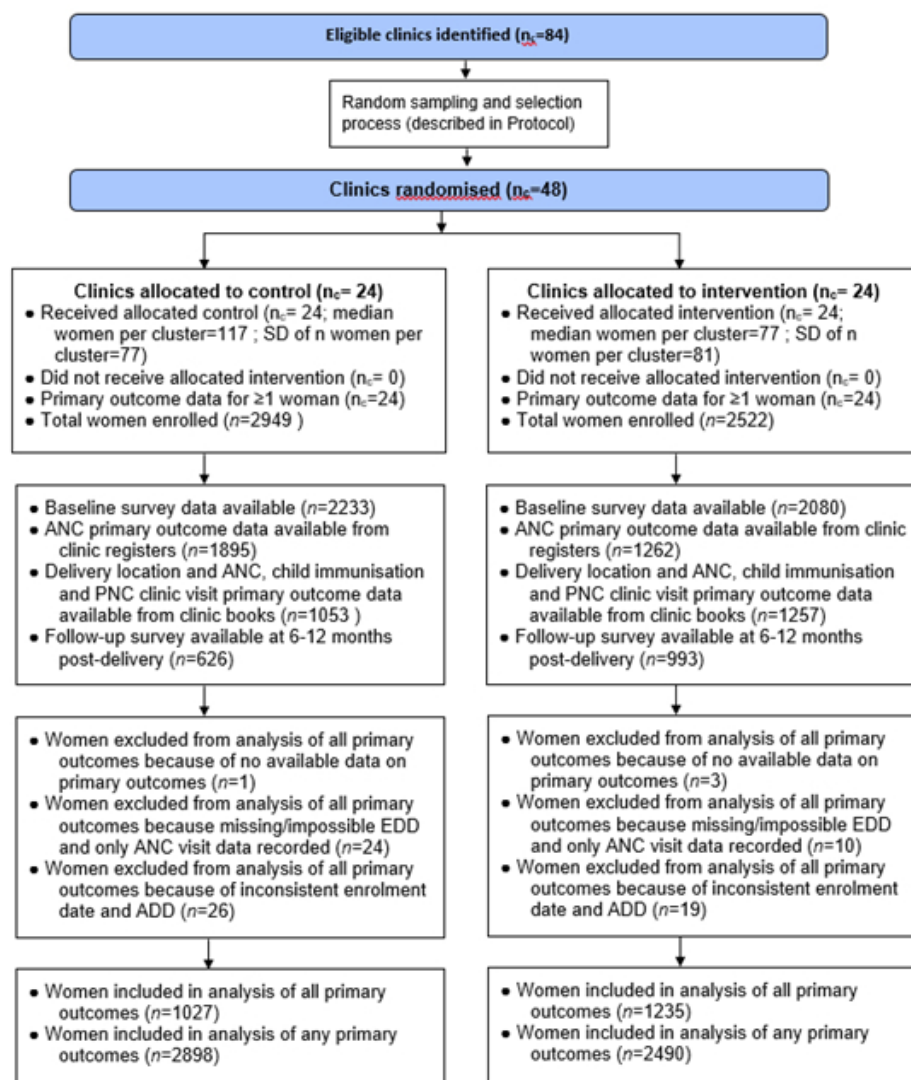 Eligible clinics identified (nc=84)
Random sampling and selection
process (described in Protocol)
Clinics randomised (nc=48)
Clinics allocated to control (nc= 24)
• Received allocated control (nc= 24; median
women per cluster=117 ; SD of n women per
cluster=77)
• Did not receive allocated intervention (nc= 0)
• Primary outcome data for ≥1 woman (nc=24)
• Total women enrolled (n=2949 )
Clinics allocated to intervention (nc= 24)
• Received allocated intervention (nc= 24;
median women per cluster=77 ; SD of n
women per cluster=81)
• Did not receive allocated intervention (nc= 0)
• Primary outcome data for ≥1 woman (nc=24)
• Total women enrolled (n=2522)
• Baseline survey data available (n=2233)
• ANC primary outcome data available from
clinic registers (n=1895)
• Delivery location and ANC, child immunisation
and PNC clinic visit primary outcome data
available from clinic books (n=1053 )
• Follow-up survey available at 6-12 months
post-delivery (n=626)
• Baseline survey data available (n=2080)
• ANC primary outcome data available from clinic
registers (n=1262)
• Delivery location and ANC, child immunisation
and PNC clinic visit primary outcome data
available from clinic books (n=1257)
• Follow-up survey available at 6-12 months
post-delivery (n=993)
• Women excluded from analysis of all primary
outcomes because of no available data on
primary outcomes (n=1)
• Women excluded from analysis of all primary
outcomes because missing/impossible EDD
and only ANC visit data recorded (n=24)
• Women excluded from analysis of all primary
outcomes because of inconsistent enrolment
date and ADD (n=26)
• Women excluded from analysis of all primary
outcomes because of no available data on
primary outcomes (n=3)
• Women excluded from analysis of all primary
outcomes because missing/impossible EDD
and only ANC visit data recorded (n=10)
• Women excluded from analysis of all primary
outcomes because of inconsistent enrolment
date and ADD (n=19)
• Women included in analysis of all primary
outcomes (n=1027)
• Women included in analysis of any primary
outcomes (n=2898)
• Women included in analysis of all primary
outcomes (n=1235)
• Women included in analysis of any primary
outcomes (n=2490)